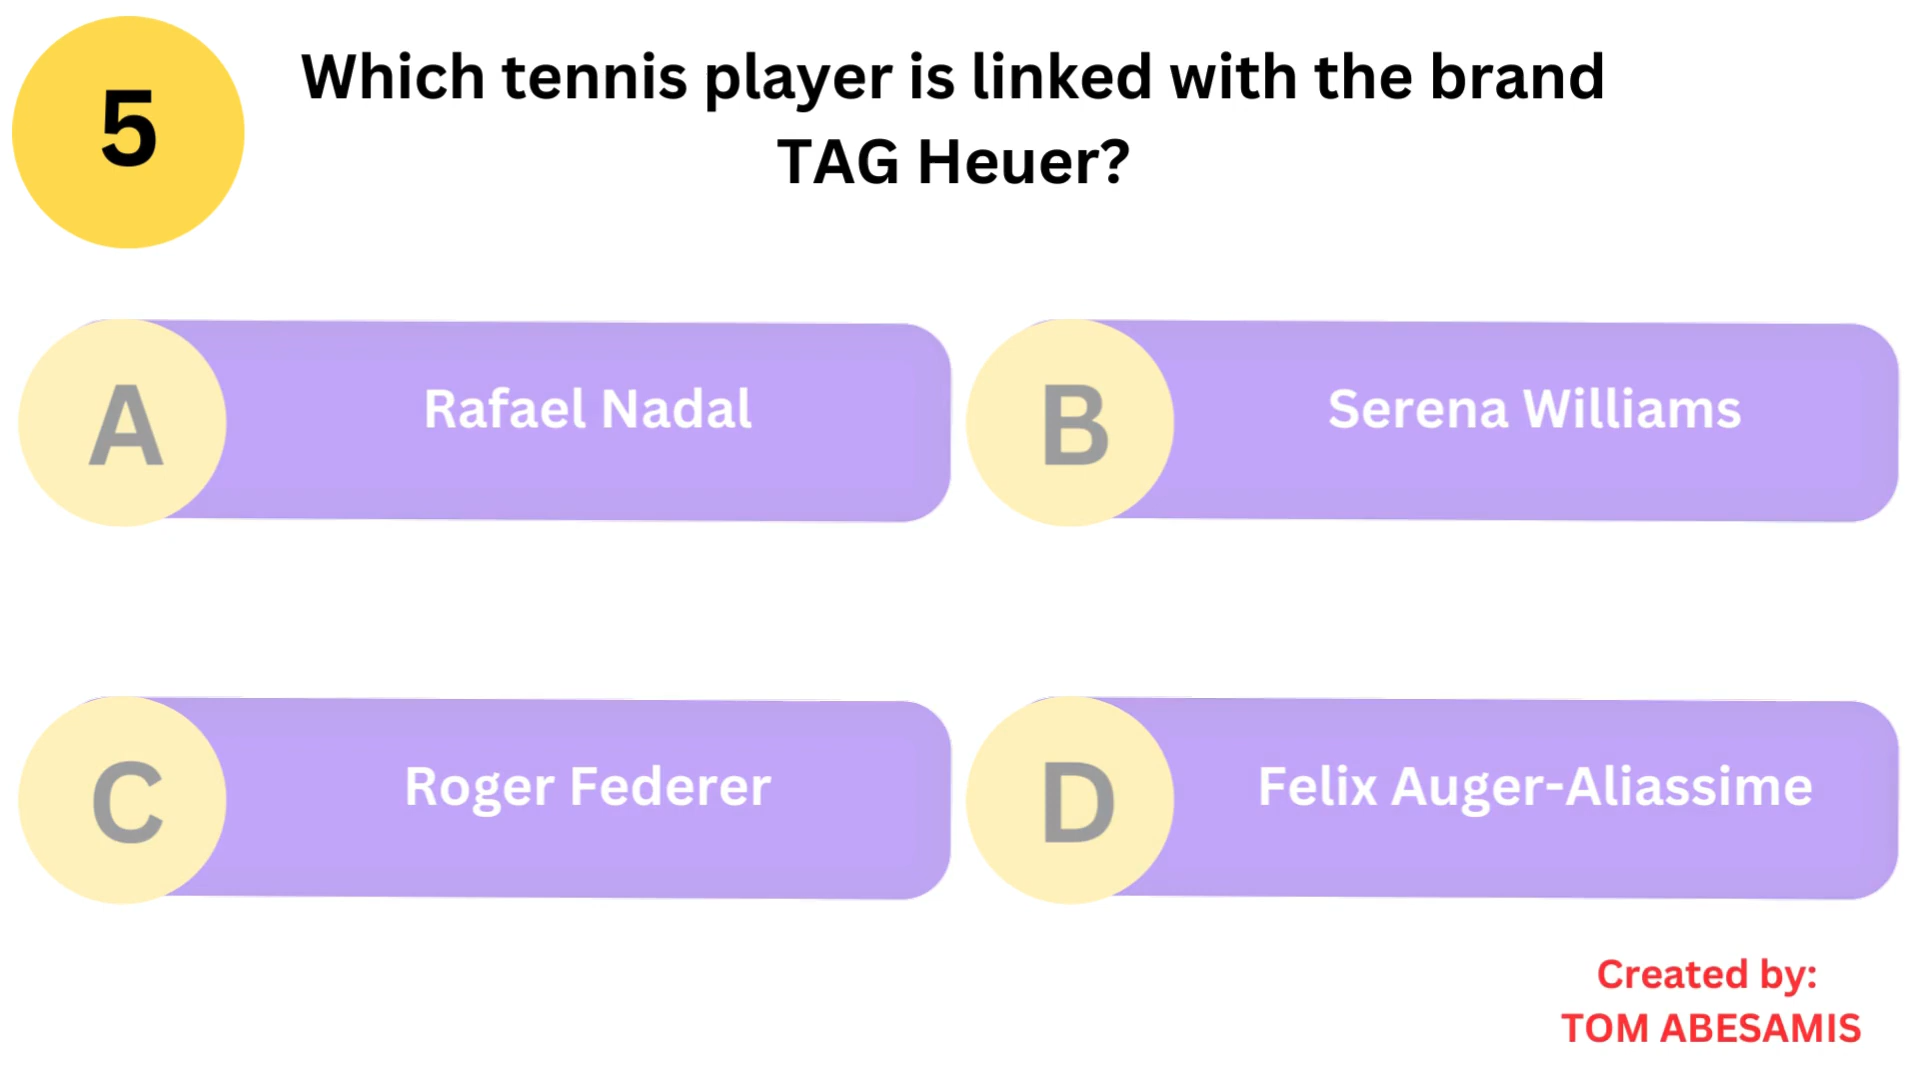 5
Which tennis player is linked with the brand
TAG Heuer?
A
Rafael Nadal
B
Serena Williams
C
Roger Federer
D
Felix Auger-Aliassime
Created by:
TOM ABESAMIS